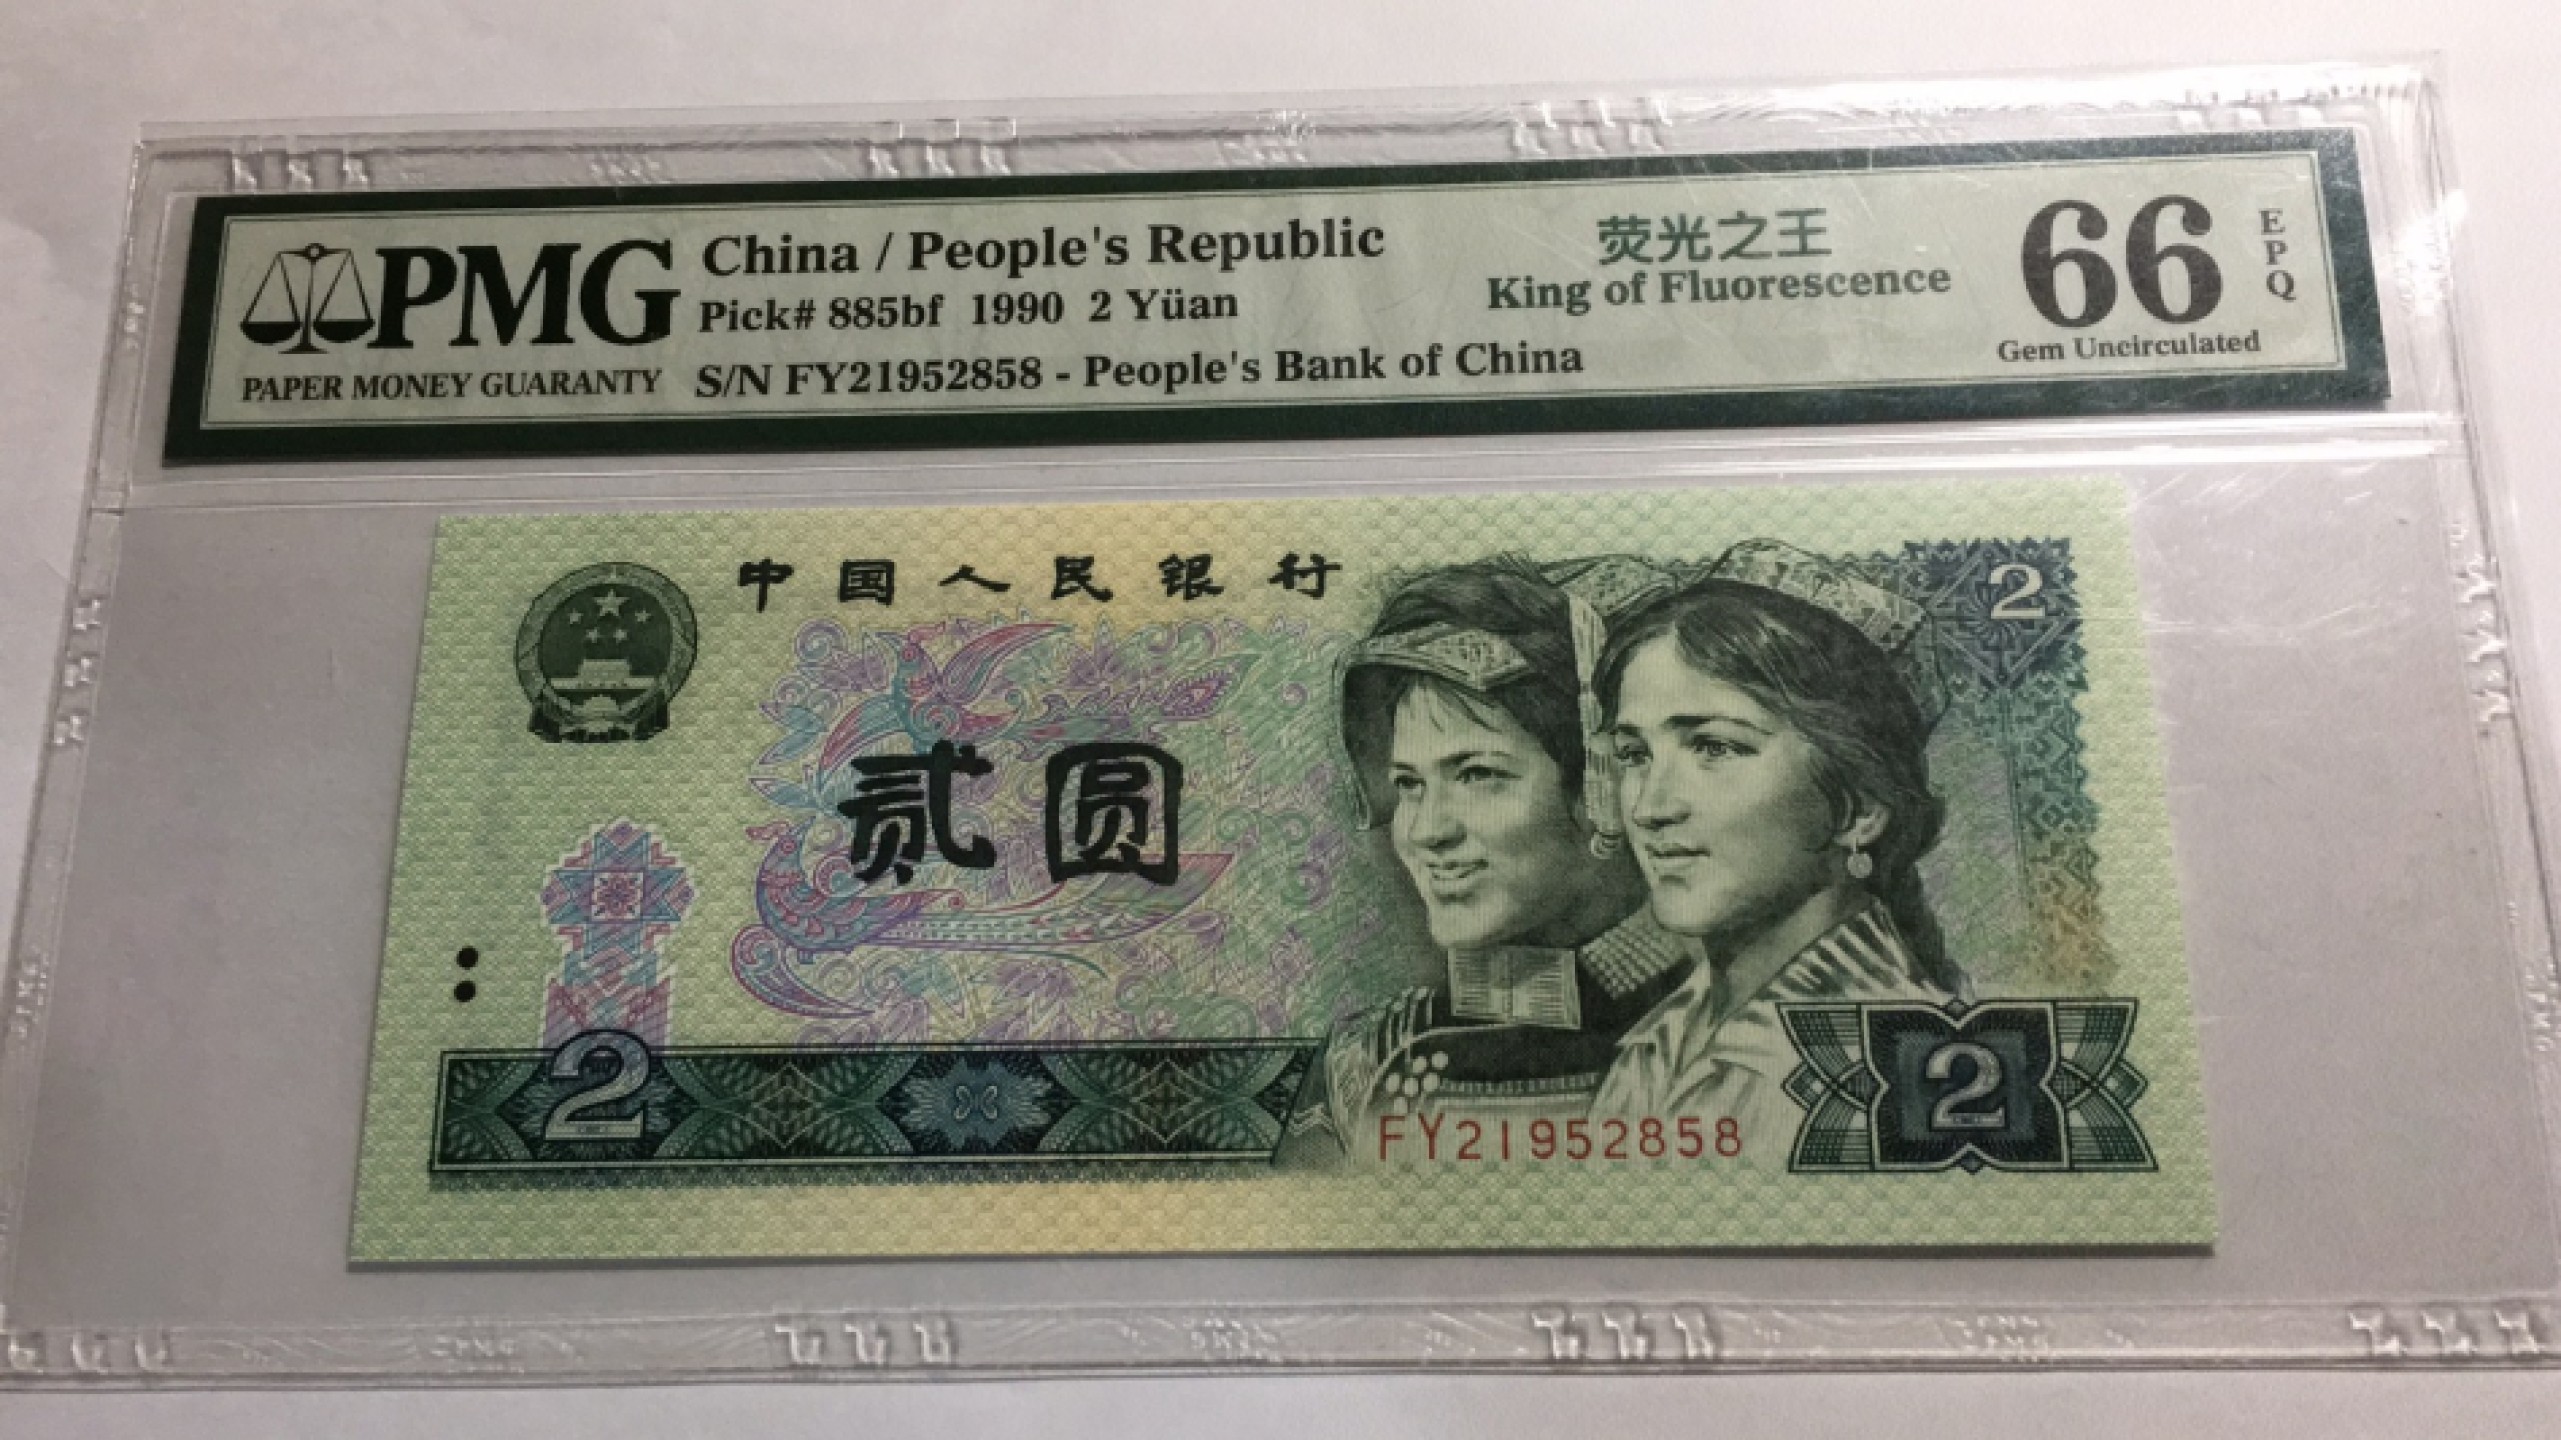 PMG
PAPER MONEY GUARANTY
China / People's Republic
Pick# 885bf 1990 2 Yüan
S/N FY21952858 - People's Bank of China
荧光之王
King of Fluorescence
66
EPQ
Gem Uncirculated
中国人民银行
2
贰圆
2
2
FY21952858